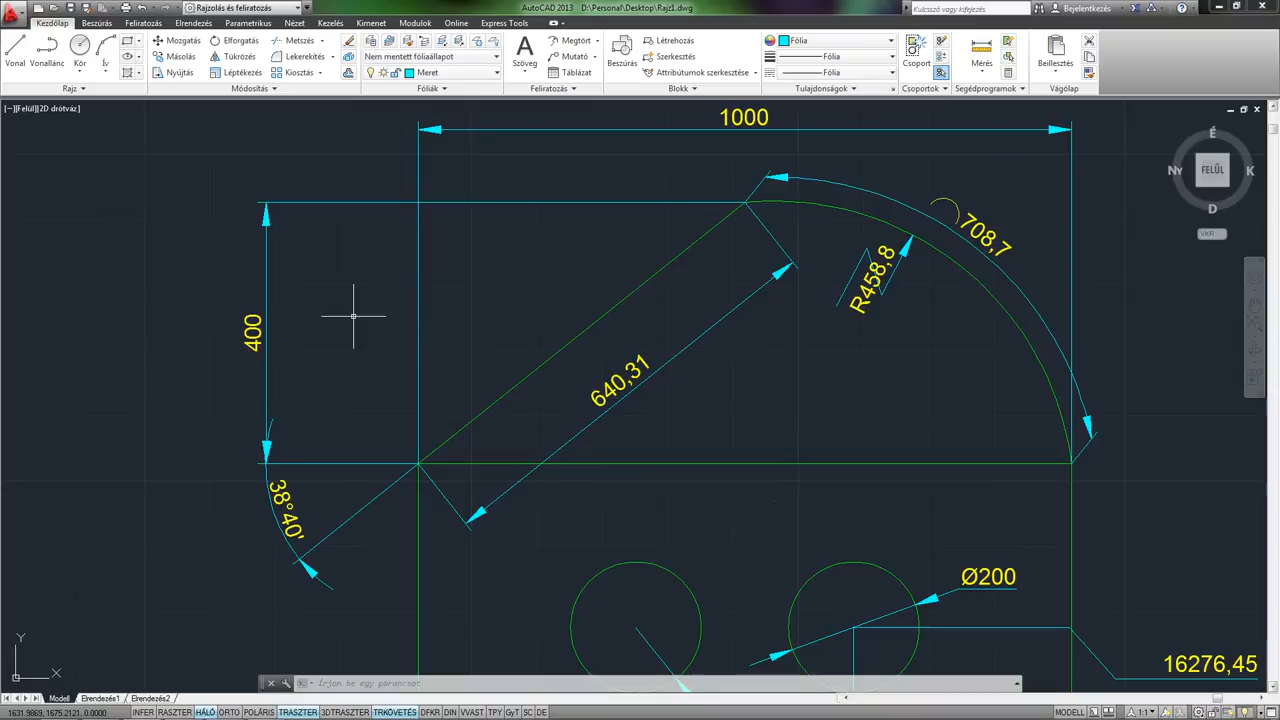 Rajzolás és feliratozás
AutoCAD 2013 D:\Personal\Desktop\Rajz1.dwg
Kulcsszó vagy kifejezés
Bejelentkezés
Kezdőlap Beszúrás Feliratozás Elrendezés Parametrikus Nézet Kezelés Kimenet Modulok Online Express Tools
Vonal
Vonallánc
Kör
Ív
Rajz
Mozgatás
Másolás
Nyújtás
Elforgatás
Tükrözés
Léptékezés
Metszés
Lekerekítés
Kiosztás
Módosítás
Nem mentett fóliaállapot
Meret
Fóliák
Szöveg
Megtört
Mutató
Táblázat
Feliratozás
Beszúrás
Létrehozás
Szerkesztés
Attribútumok szerkesztése
Blokk
Fólia
Fólia
Fólia
Tulajdonságok
Csoport
Csoportok
Mérés
Segédprogramok
Beillesztés
Vágólap
[−][Felül][2D drótváz]
1000
400
38°40'
640,31
R458,8
708,7
Ø200
16276,45
É
NY FELÜL K
D
VKR
Y
X
Írjon be egy parancsot
Modell Elrendezés1 Elrendezés2
1631.9869, 1675.2121, 0.0000
INFER RASZTER HÁLÓ ORTO POLÁRIS TRASZTER 3DTRASZTER TRKÖVETÉS DFKR DIN VVAST TPY GyT SC DE
MODELL
1:1